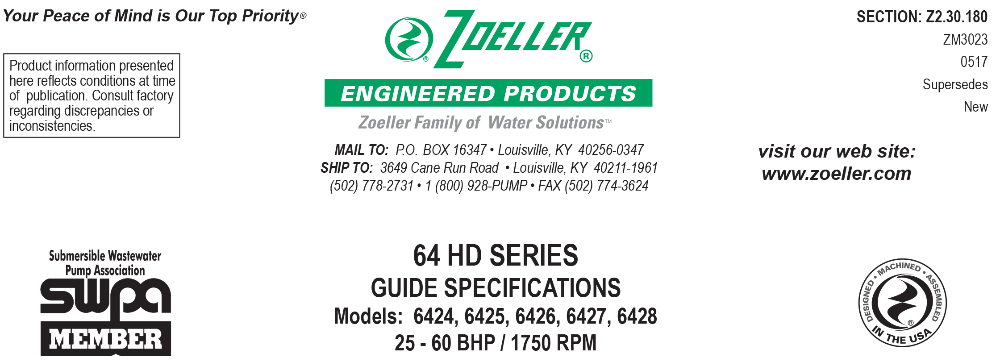 Your Peace of Mind is Our Top Priority®
Product information presented
here reflects conditions at time
of publication. Consult factory
regarding discrepancies or
inconsistencies.
®
ZOELLER®
ENGINEERED PRODUCTS
Zoeller Family of Water Solutions™
MAIL TO: P.O. BOX 16347 • Louisville, KY 40256-0347
SHIP TO: 3649 Cane Run Road • Louisville, KY 40211-1961
(502) 778-2731 • 1 (800) 928-PUMP • FAX (502) 774-3624
SECTION: Z2.30.180
ZM3023
0517
Supersedes
New
visit our web site:
www.zoeller.com
Submersible Wastewater
Pump Association
swpa
MEMBER
64 HD SERIES
GUIDE SPECIFICATIONS
Models: 6424, 6425, 6426, 6427, 6428
25 - 60 BHP / 1750 RPM
DESIGNED • MACHINED • ASSEMBLED
®
IN THE USA